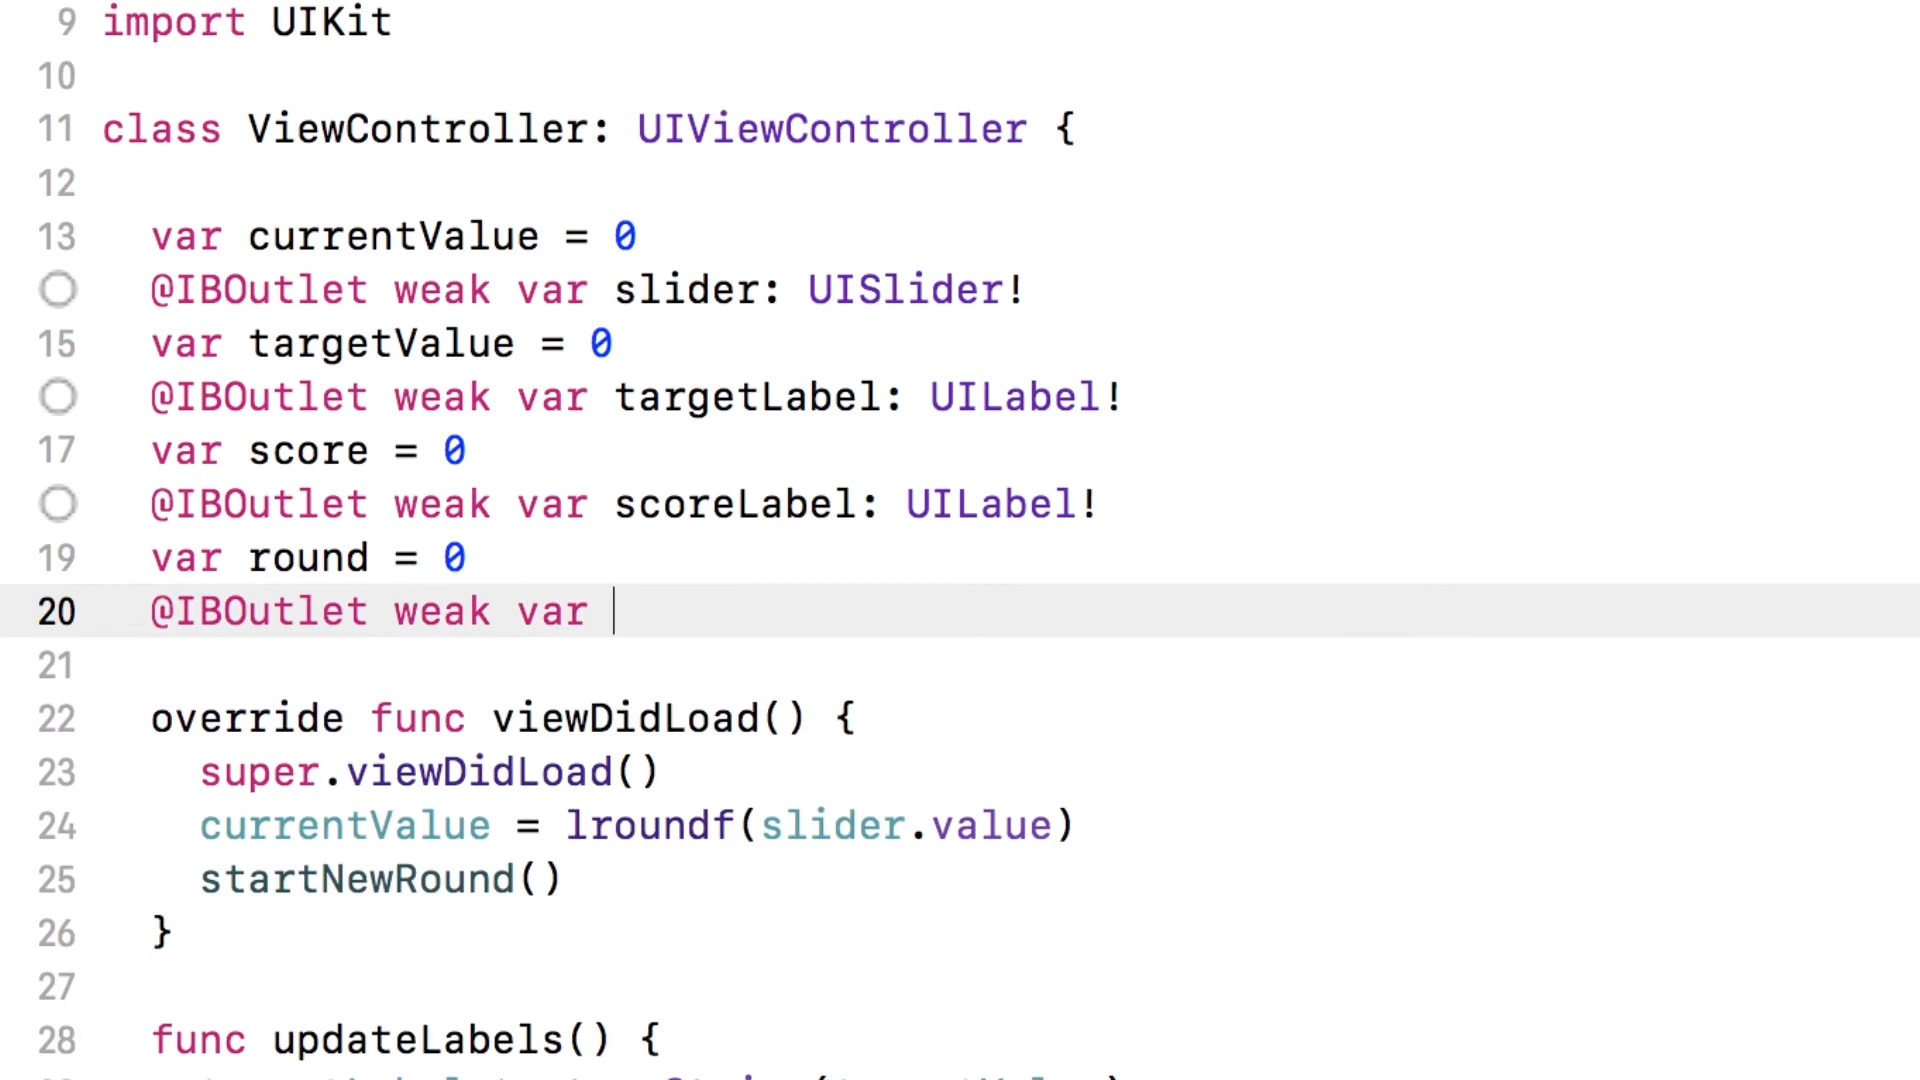 9 import UIKit
10
11 class ViewController: UIViewController {
12
13 var currentValue = 0
@IBOutlet weak var slider: UISlider!
15 var targetValue = 0
@IBOutlet weak var targetLabel: UILabel!
17 var score = 0
@IBOutlet weak var scoreLabel: UILabel!
19 var round = 0
20 @IBOutlet weak var
21
22 override func viewDidLoad() {
23 super.viewDidLoad()
24 currentValue = lroundf(slider.value)
25 startNewRound()
26 }
27
28 func updateLabels() {